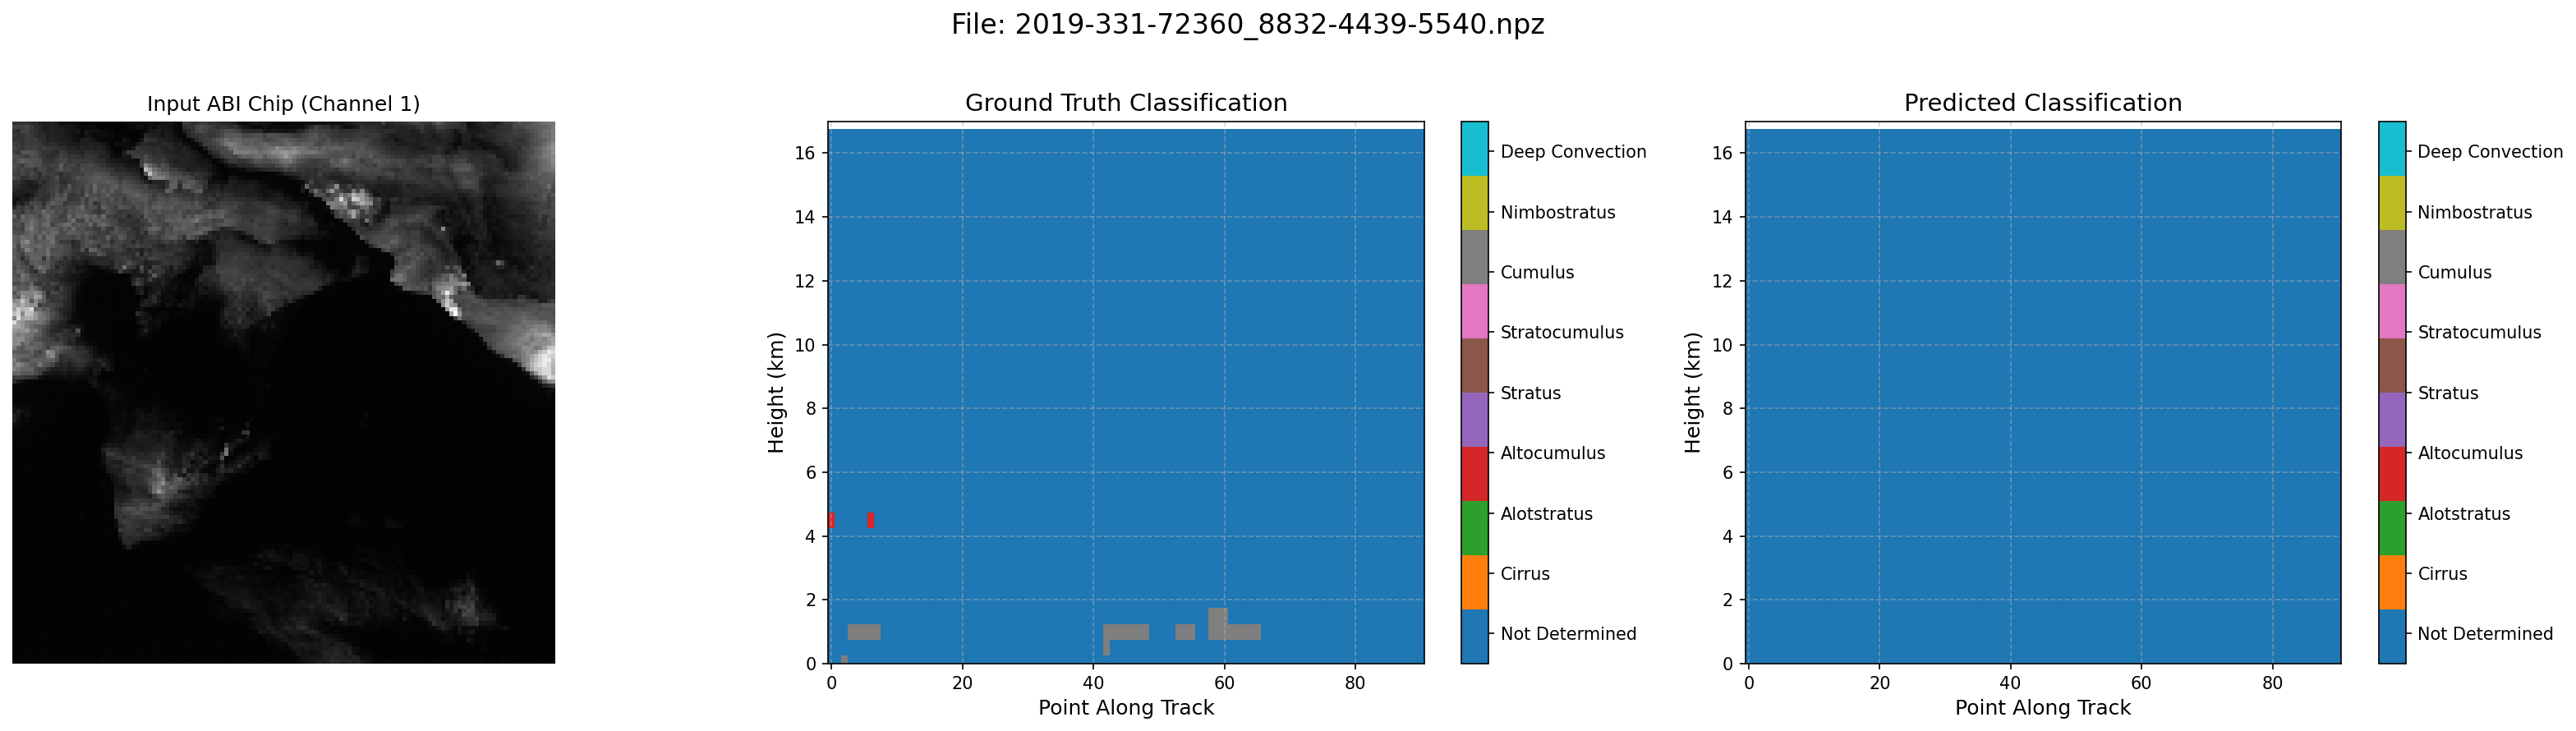 File: 2019-331-72360_8832-4439-5540.npz
Input ABI Chip (Channel 1)
Ground Truth Classification
Height (km)
16
14
12
10
8
6
4
2
0
0 20 40 60 80
Point Along Track
Deep Convection
Nimbostratus
Cumulus
Stratocumulus
Stratus
Altocumulus
Alotstratus
Cirrus
Not Determined
Predicted Classification
Height (km)
16
14
12
10
8
6
4
2
0
0 20 40 60 80
Point Along Track
Deep Convection
Nimbostratus
Cumulus
Stratocumulus
Stratus
Altocumulus
Alotstratus
Cirrus
Not Determined